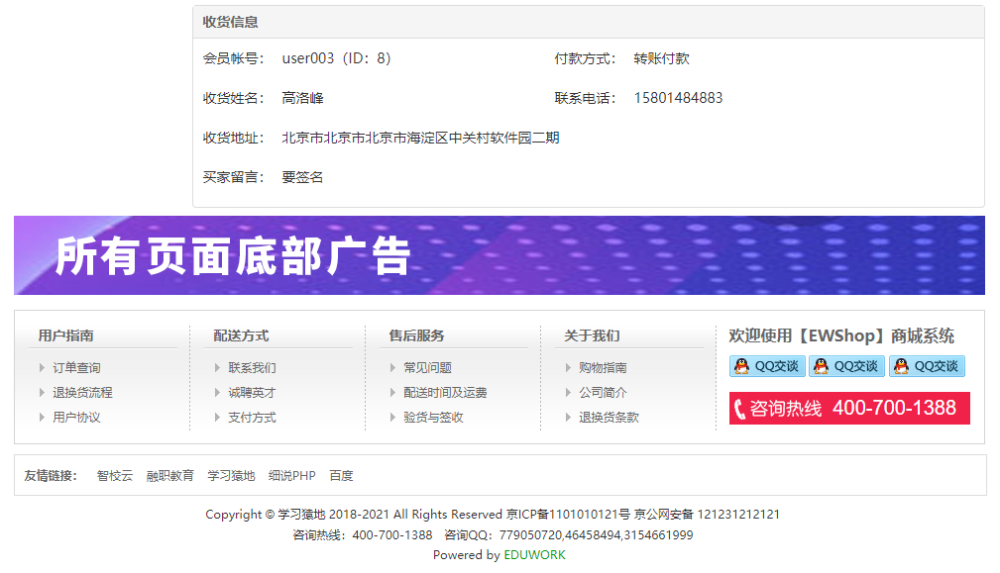 收货信息
会员帐号： user003（ID：8） 付款方式： 转账付款
收货姓名： 高洛峰 联系电话： 15801484883
收货地址： 北京市北京市北京市海淀区中关村软件园二期
买家留言： 要签名
所有页面底部广告
用户指南 配送方式 售后服务 关于我们 欢迎使用【EWShop】商城系统
订单查询 联系我们 常见问题 购物指南 QQ交谈 QQ交谈 QQ交谈
退换货流程 诚聘英才 配送时间及运费 公司简介
用户协议 支付方式 验货与签收 退换货条款 咨询热线 400-700-1388
友情链接： 智校云 融职教育 学习猿地 细说PHP 百度
Copyright © 学习猿地 2018-2021 All Rights Reserved 京ICP备1101010121号 京公网安备 121231212121
咨询热线：400-700-1388 咨询QQ：779050720,46458494,3154661999
Powered by EDUWORK